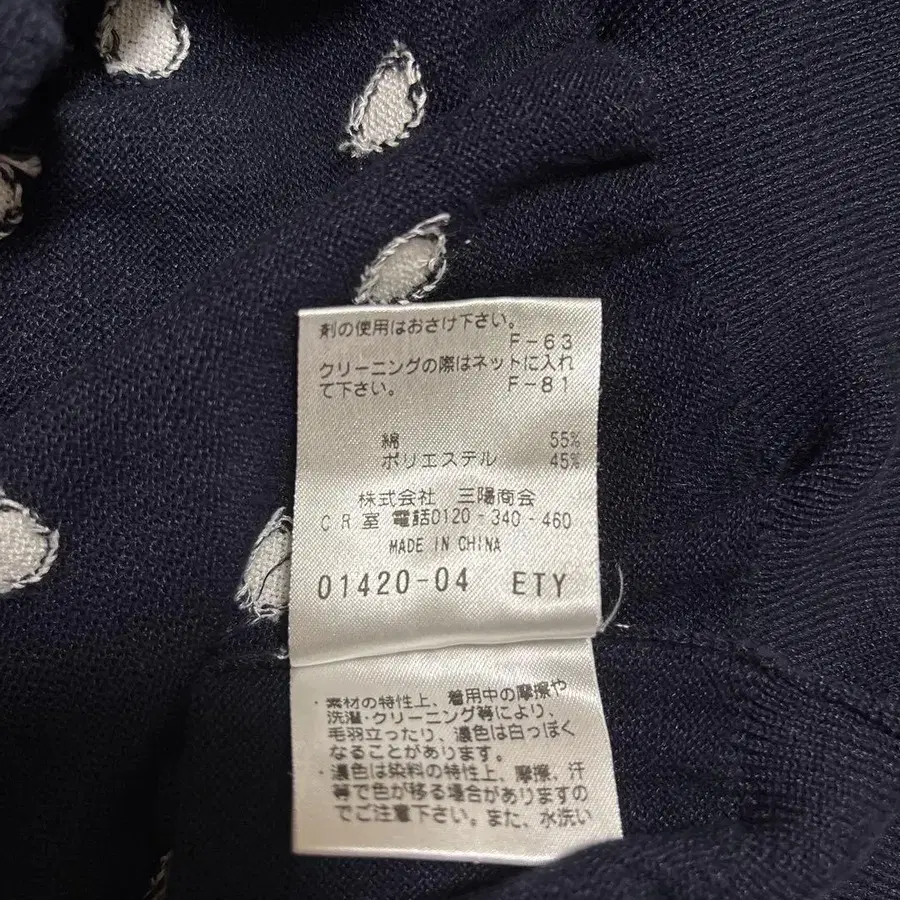 剤の使用はおさけ下さい。
F-63
クリーニングの際はネットに入れ
て下さい。 F-81
綿 55%
ポリエステル 45%
株式会社 三陽商会
CR室 電話0120-340-460
MADE IN CHINA
01420-04 ETY
・素材の特性上、着用中の摩擦や
洗濯・クリーニング等により、
毛羽立ったり、濃色は白っぽく
なることがあります。
・濃色は染料の特性上、摩擦、汗
等で色が移る場合がありますの
でご注意下さい。また、水洗い